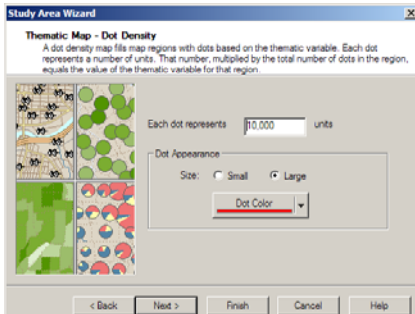 Study Area Wizard
Thematic Map - Dot Density
A dot density map fills map regions with dots based on the thematic variable. Each dot
represents a number of units. That number, multiplied by the total number of dots in the region,
equals the value of the thematic variable for that region.
Each dot represents 10,000 units
Dot Appearance
Size: Small Large
Dot Color
< Back Next > Finish Cancel Help